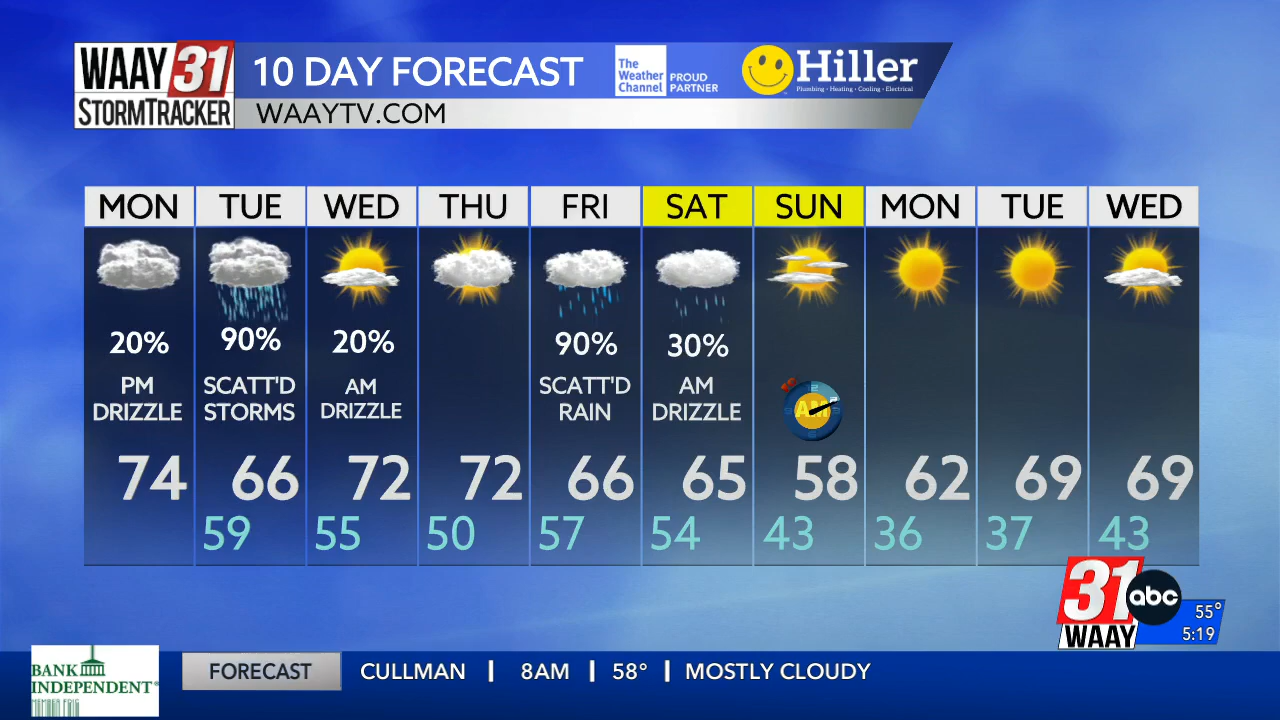 WAAY 31
STORMTRACKER
10 DAY FORECAST
WAAYTV.COM
The
Weather
Channel
PROUD
PARTNER
Hiller
Plumbing • Heating • Cooling • Electrical
MON TUE WED THU FRI SAT SUN MON TUE WED
20% 90% 20% 90% 30%
PM SCATT'D AM SCATT'D AM
DRIZZLE STORMS DRIZZLE RAIN DRIZZLE
AM
74 66 72 72 66 65 58 62 69 69
59 55 50 57 54 43 36 37 43
31 abc
WAAY
55°
5:19
BANK
INDEPENDENT
MEMBER FDIC
FORECAST CULLMAN | 8AM | 58° | MOSTLY CLOUDY